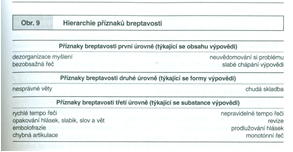 Obr. 9 Hierarchie příznaků breptavosti
Příznaky breptavosti první úrovně (týkající se obsahu výpovědi)
dezorganizace myšlení neuvědomování si problému
bezobsažná řeč slabé chápání výpovědi
Příznaky breptavosti druhé úrovně (týkající se formy výpovědi)
nesprávné věty chudá skladba
Příznaky breptavosti třetí úrovně (týkající se substance výpovědi)
rychlé tempo řeči nepravidelné tempo řeči
opakování hlásek, slabik, slov a vět revize
embolofrazie prodlužování hlásek
chybná artikulace monotónní řeč